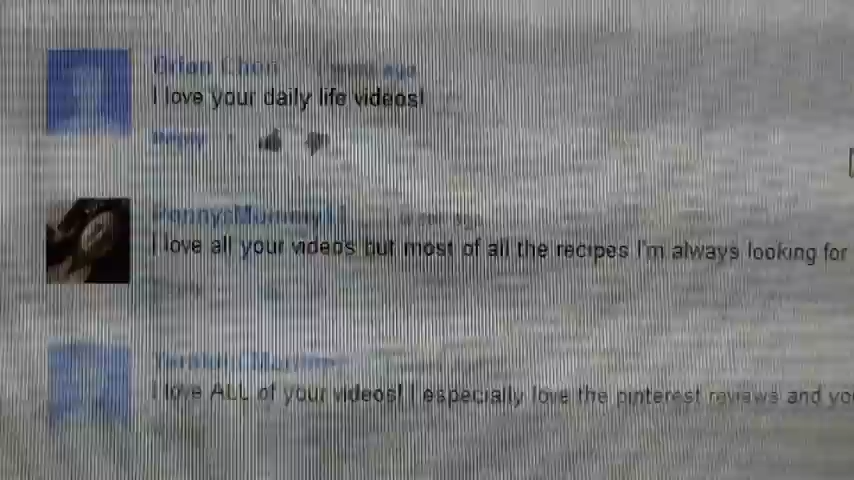 I love your daily life videos!
Reply
I love all your videos but most of all the recipes I'm always looking for
I love ALL of your videos! I especially love the pinterest reviews and